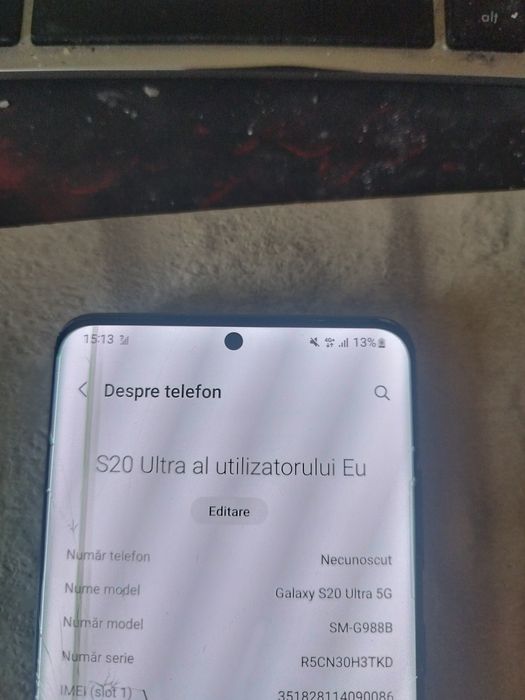 alt
15:13 13%
Despre telefon
S20 Ultra al utilizatorului Eu
Editare
Număr telefon Necunoscut
Nume model Galaxy S20 Ultra 5G
Număr model SM-G988B
Număr serie R5CN30H3TKD
IMEI (slot 1) 351828114090086